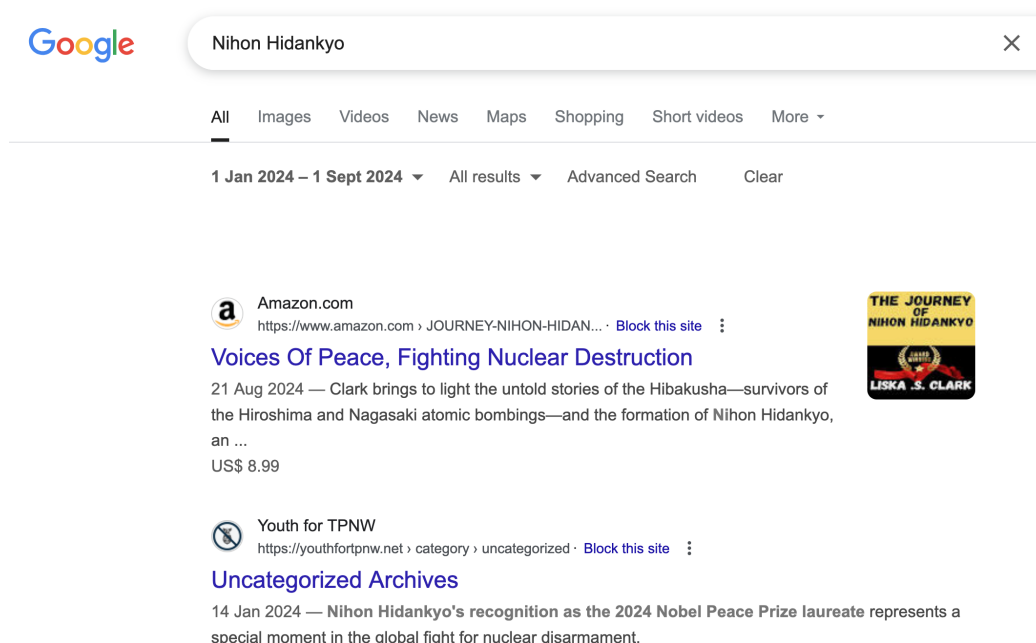 Google
Nihon Hidankyo
All Images Videos News Maps Shopping Short videos More
1 Jan 2024 – 1 Sept 2024 All results Advanced Search Clear
Amazon.com
https://www.amazon.com › JOURNEY-NIHON-HIDAN... · Block this site
Voices Of Peace, Fighting Nuclear Destruction
21 Aug 2024 — Clark brings to light the untold stories of the Hibakusha—survivors of
the Hiroshima and Nagasaki atomic bombings—and the formation of Nihon Hidankyo,
an ...
US$ 8.99
THE JOURNEY
OF
NIHON HIDANKYO
AWARD
WINNING
LISKA .S. CLARK
Youth for TPNW
https://youthfortpnw.net › category › uncategorized · Block this site
Uncategorized Archives
14 Jan 2024 — Nihon Hidankyo's recognition as the 2024 Nobel Peace Prize laureate represents a
special moment in the global fight for nuclear disarmament.